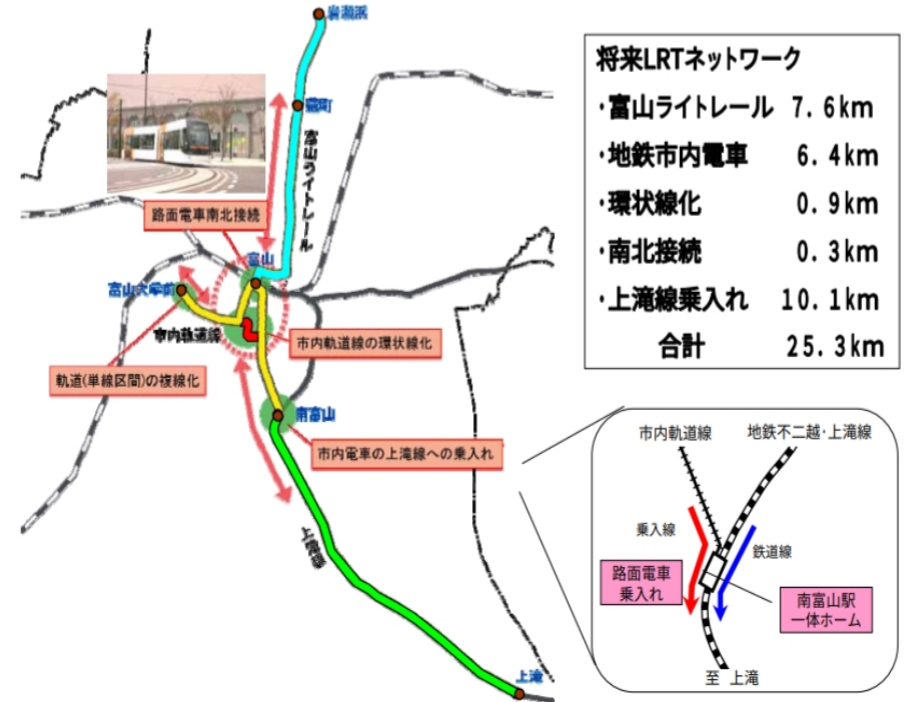 岩瀬浜
蓮町
富山ライトレール
路面電車南北接続
富山
富山大学前
市内軌道線
市内軌道線の環状線化
軌道(単線区間)の複線化
南富山
市内電車の上滝線への乗入れ
上滝線
上滝
将来LRTネットワーク
・富山ライトレール 7.6km
・地鉄市内電車 6.4km
・環状線化 0.9km
・南北接続 0.3km
・上滝線乗入れ 10.1km
合計 25.3km
市内軌道線
地鉄不二越・上滝線
乗入線
鉄道線
路面電車
乗入れ
南富山駅
一体ホーム
至 上滝